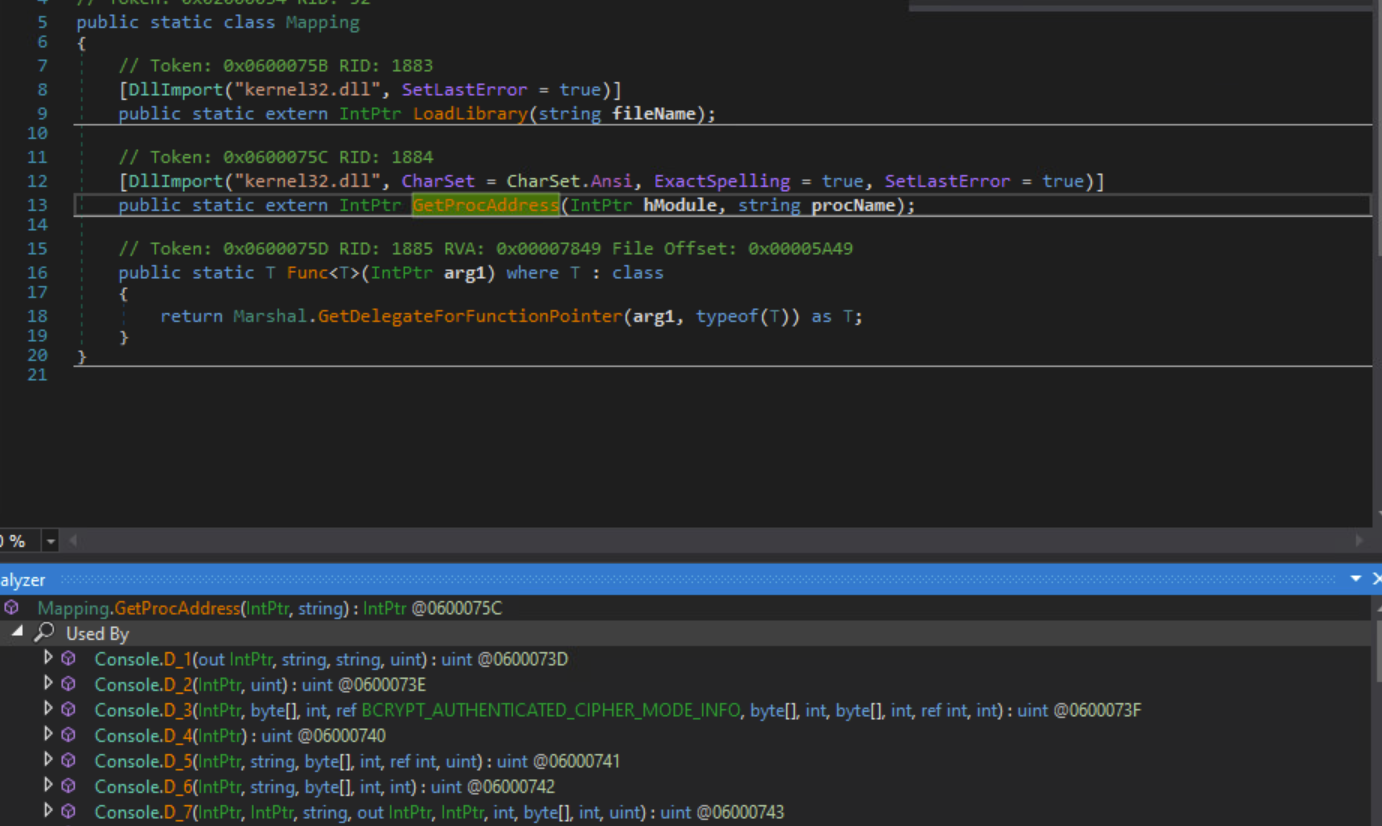 4 // Token: 0x02000034 RID: 52
5 public static class Mapping
6 {
7 // Token: 0x0600075B RID: 1883
8 [DllImport("kernel32.dll", SetLastError = true)]
9 public static extern IntPtr LoadLibrary(string fileName);
10
11 // Token: 0x0600075C RID: 1884
12 [DllImport("kernel32.dll", CharSet = CharSet.Ansi, ExactSpelling = true, SetLastError = true)]
13 public static extern IntPtr GetProcAddress(IntPtr hModule, string procName);
14
15 // Token: 0x0600075D RID: 1885 RVA: 0x00007849 File Offset: 0x00005A49
16 public static T Func<T>(IntPtr arg1) where T : class
17 {
18 return Marshal.GetDelegateForFunctionPointer(arg1, typeof(T)) as T;
19 }
20 }
21
0 %
alyzer
Mapping.GetProcAddress(IntPtr, string) : IntPtr @0600075C
Used By
Console.D_1(out IntPtr, string, string, uint) : uint @0600073D
Console.D_2(IntPtr, uint) : uint @0600073E
Console.D_3(IntPtr, byte[], int, ref BCRYPT_AUTHENTICATED_CIPHER_MODE_INFO, byte[], int, byte[], int, ref int, int) : uint @0600073F
Console.D_4(IntPtr) : uint @06000740
Console.D_5(IntPtr, string, byte[], int, ref int, uint) : uint @06000741
Console.D_6(IntPtr, string, byte[], int, int) : uint @06000742
Console.D_7(IntPtr, IntPtr, string, out IntPtr, IntPtr, int, byte[], int, uint) : uint @06000743